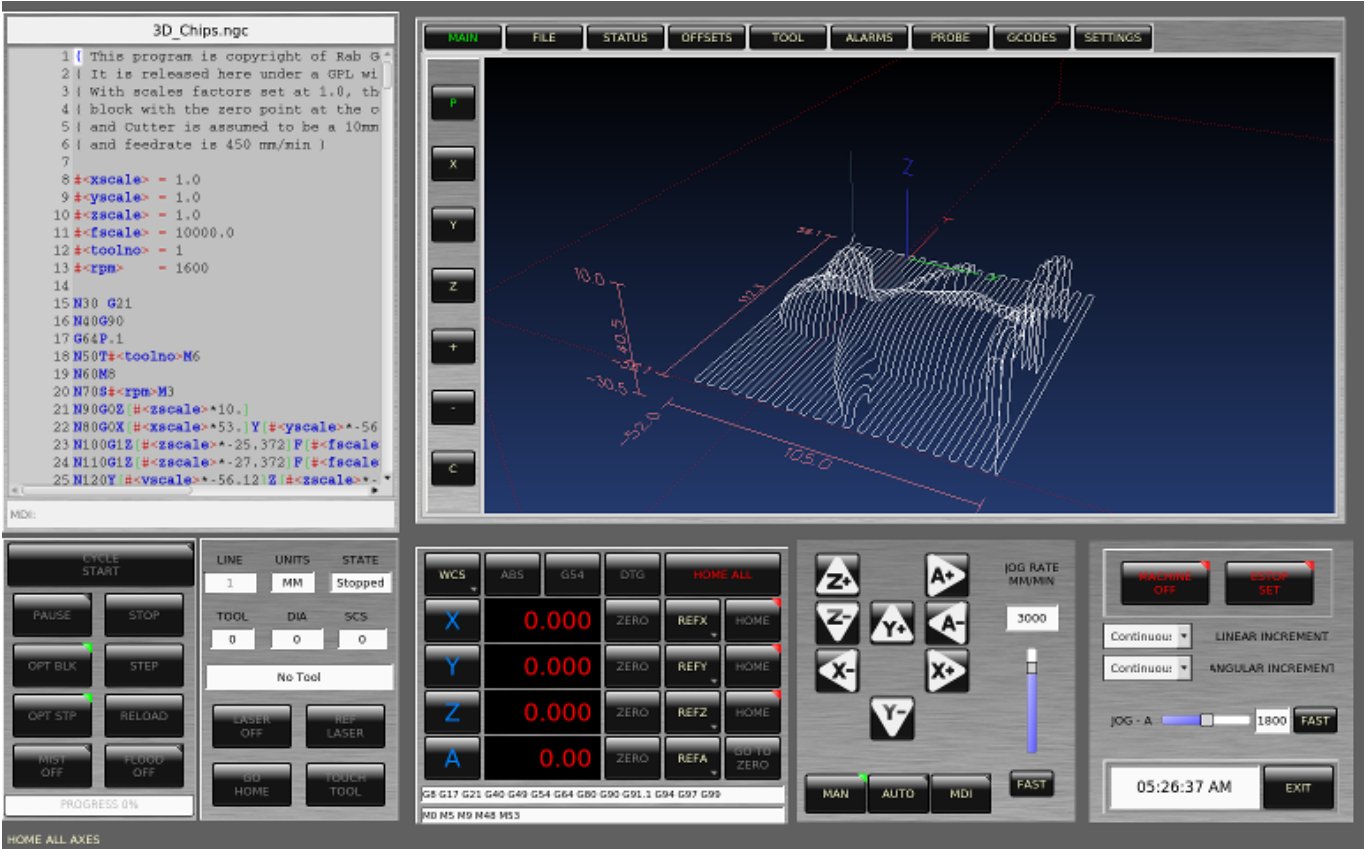 3D_Chips.ngc
1 ( This program is copyright of Rab G
2 ( It is released here under a GPL wi
3 ( With scales factors set at 1.0, th
4 ( block with the zero point at the c
5 ( and Cutter is assumed to be a 10mm
6 ( and feedrate is 450 mm/min )
7
8 #<xscale> = 1.0
9 #<yscale> = 1.0
10 #<zscale> = 1.0
11 #<fscale> = 10000.0
12 #<toolno> = 1
13 #<rpm> = 1600
14
15 N30 G21
16 N40G90
17 G64P.1
18 N50T#<toolno>M6
19 N60M8
20 N70S#<rpm>M3
21 N90G0Z[#<zscale>*10.]
22 N80G0X[#<xscale>*53.]Y[#<yscale>*-56
23 N100G1Z[#<zscale>*-25.372]F[#<fscale
24 N110G1Z[#<zscale>*-27.372]F[#<fscale
25 N120Y[#<yscale>*-56.12]Z[#<zscale>*-
MDI:
MAIN FILE STATUS OFFSETS TOOL ALARMS PROBE GCODES SETTINGS
P
X
Y
Z
+
-
C
Z
Y
10.0
112.3
40.5
-30.5
-52.0
105.0
CYCLE START
PAUSE STOP
OPT BLK STEP
OPT STP RELOAD
MIST OFF FLOOD OFF
PROGRESS 0%
LINE UNITS STATE
1 MM Stopped
TOOL DIA SCS
0 0 0
No Tool
LASER OFF REF LASER
GO HOME TOUCH TOOL
WCS ABS G54 DTG HOME ALL
X 0.000 ZERO REFX HOME
Y 0.000 ZERO REFY HOME
Z 0.000 ZERO REFZ HOME
A 0.00 ZERO REFA GO TO ZERO
G8 G17 G21 G40 G49 G54 G64 G80 G90 G91.1 G94 G97 G99
M0 M5 M9 M48 M53
Z+ A+
Z- Y+ A-
X- X+
Y-
MAN AUTO MDI
JOG RATE
MM/MIN
3000
FAST
MACHINE OFF ESTOP SET
Continuou: LINEAR INCREMENT
Continuou: ANGULAR INCREMENT
JOG - A 1800 FAST
05:26:37 AM EXIT
HOME ALL AXES